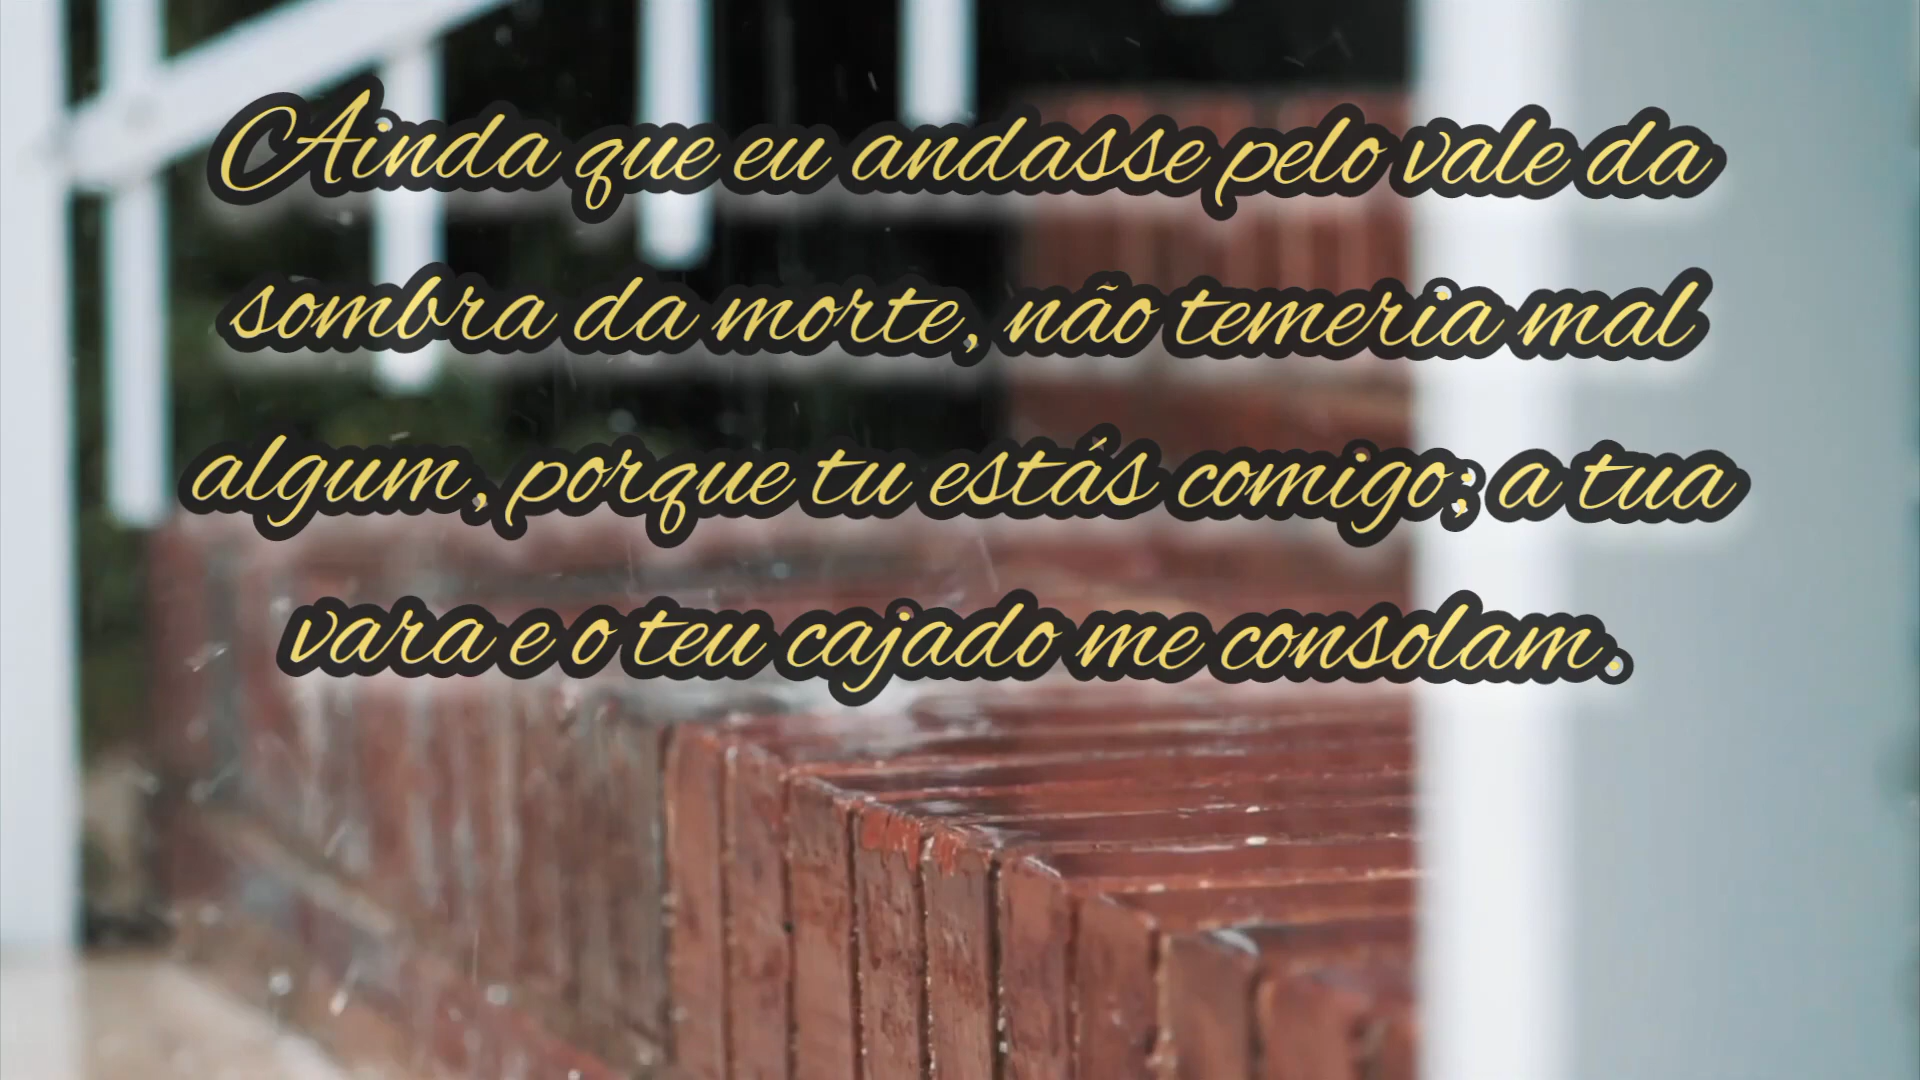 Ainda que eu andasse pelo vale da
sombra da morte, não temeria mal
algum, porque tu estás comigo; a tua
vara e o teu cajado me consolam.